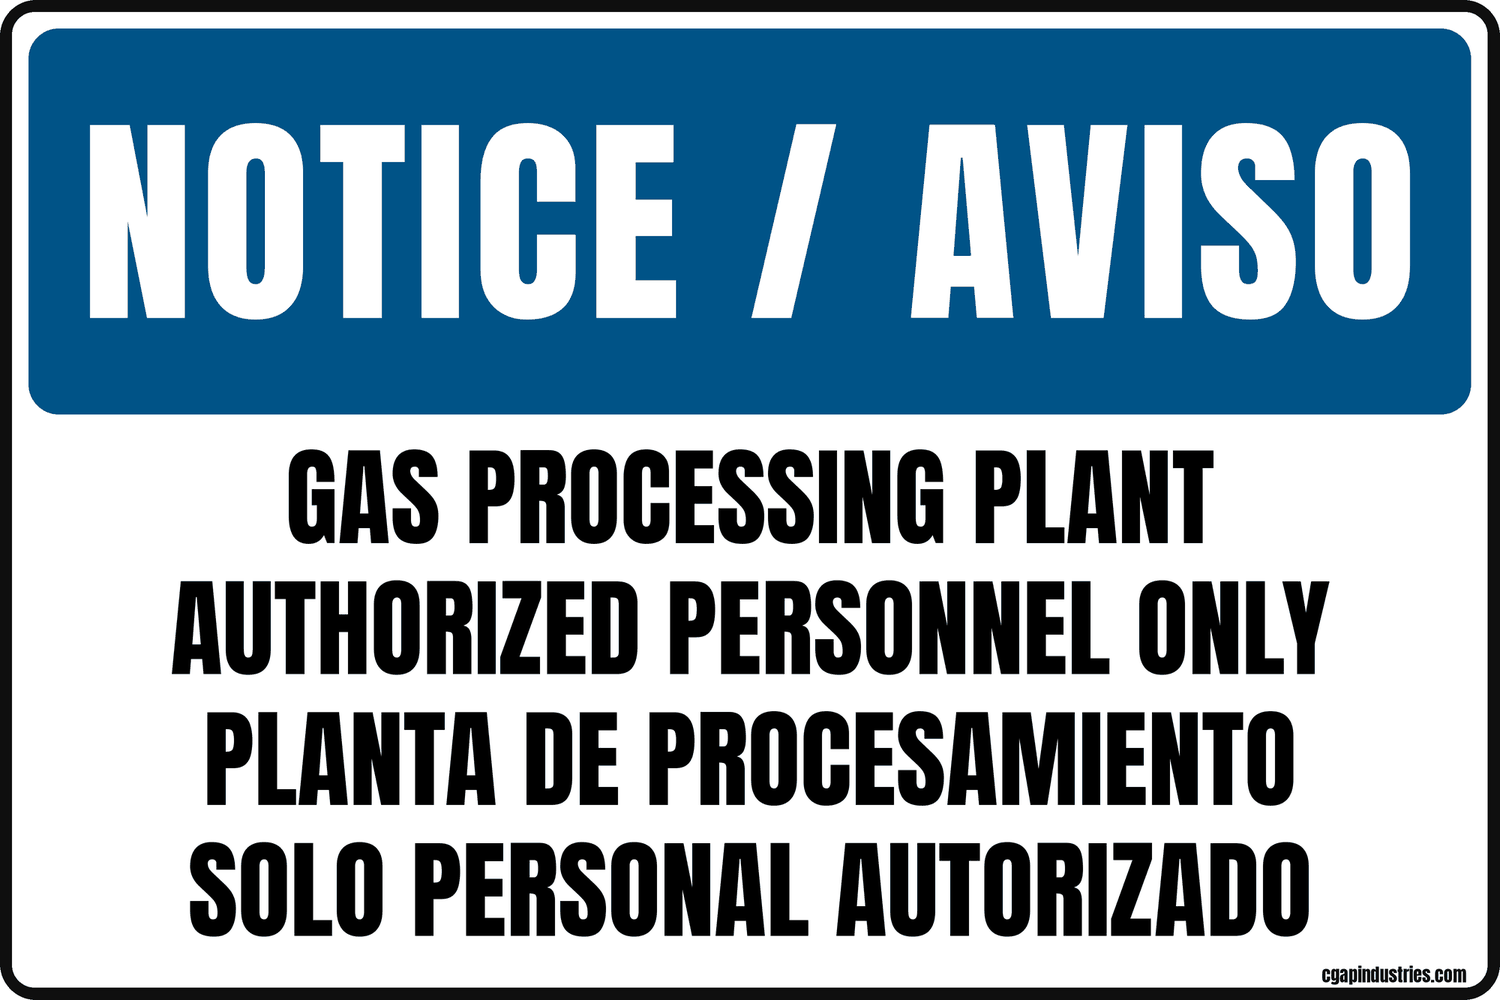 NOTICE / AVISO
GAS PROCESSING PLANT
AUTHORIZED PERSONNEL ONLY
PLANTA DE PROCESAMIENTO
SOLO PERSONAL AUTORIZADO
cgapindustries.com